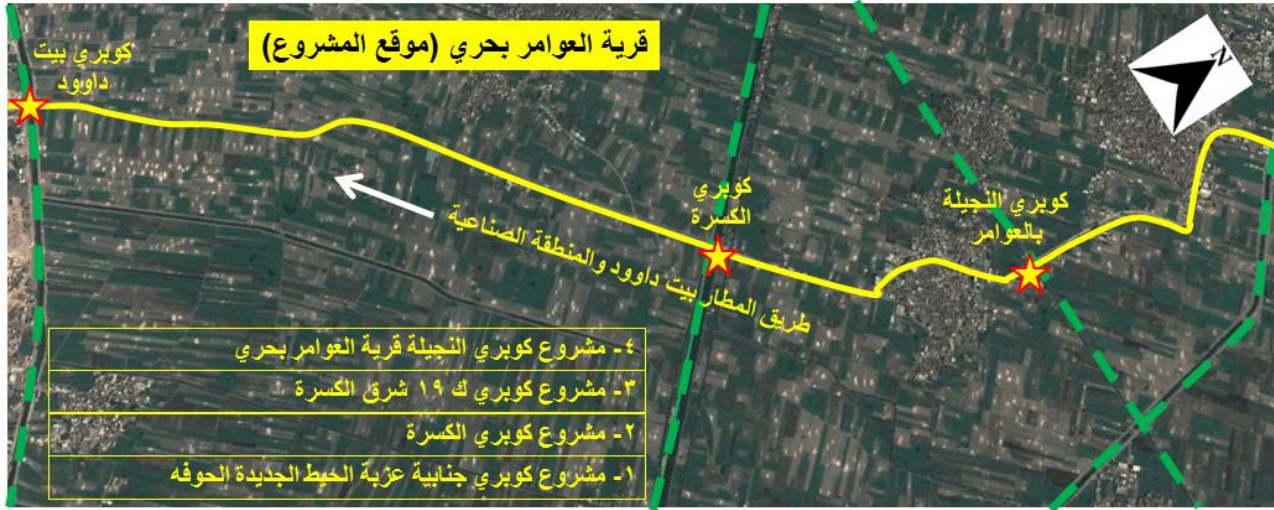 قرية العوامر بحري (موقع المشروع)
N
كوبري بيت
داوود
كوبري
الكسرة
كوبري النجيلة
بالعوامر
طريق المطار بيت داوود والمنطقة الصناعية
٤- مشروع كوبري النجيلة قرية العوامر بحري
٣- مشروع كوبري ك ١٩ شرق الكسرة
٢- مشروع كوبري الكسرة
١- مشروع كوبري جنابية عزبة الحيط الجديدة الحوفه